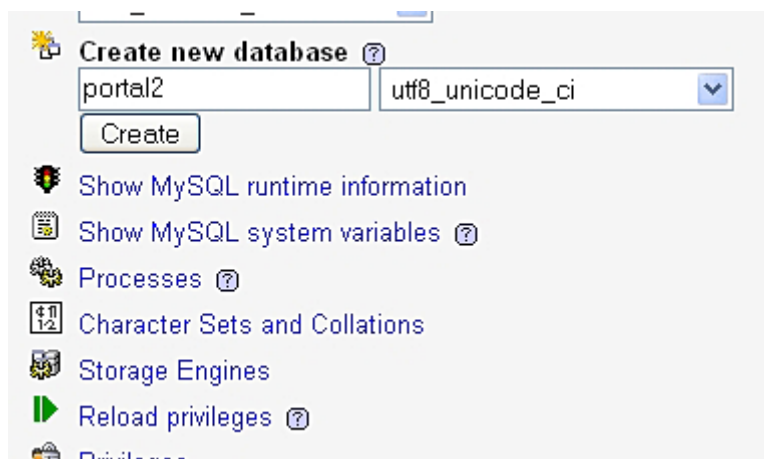 Create new database
portal2 utf8_unicode_ci
Create
Show MySQL runtime information
Show MySQL system variables
Processes
Character Sets and Collations
Storage Engines
Reload privileges
Privileges